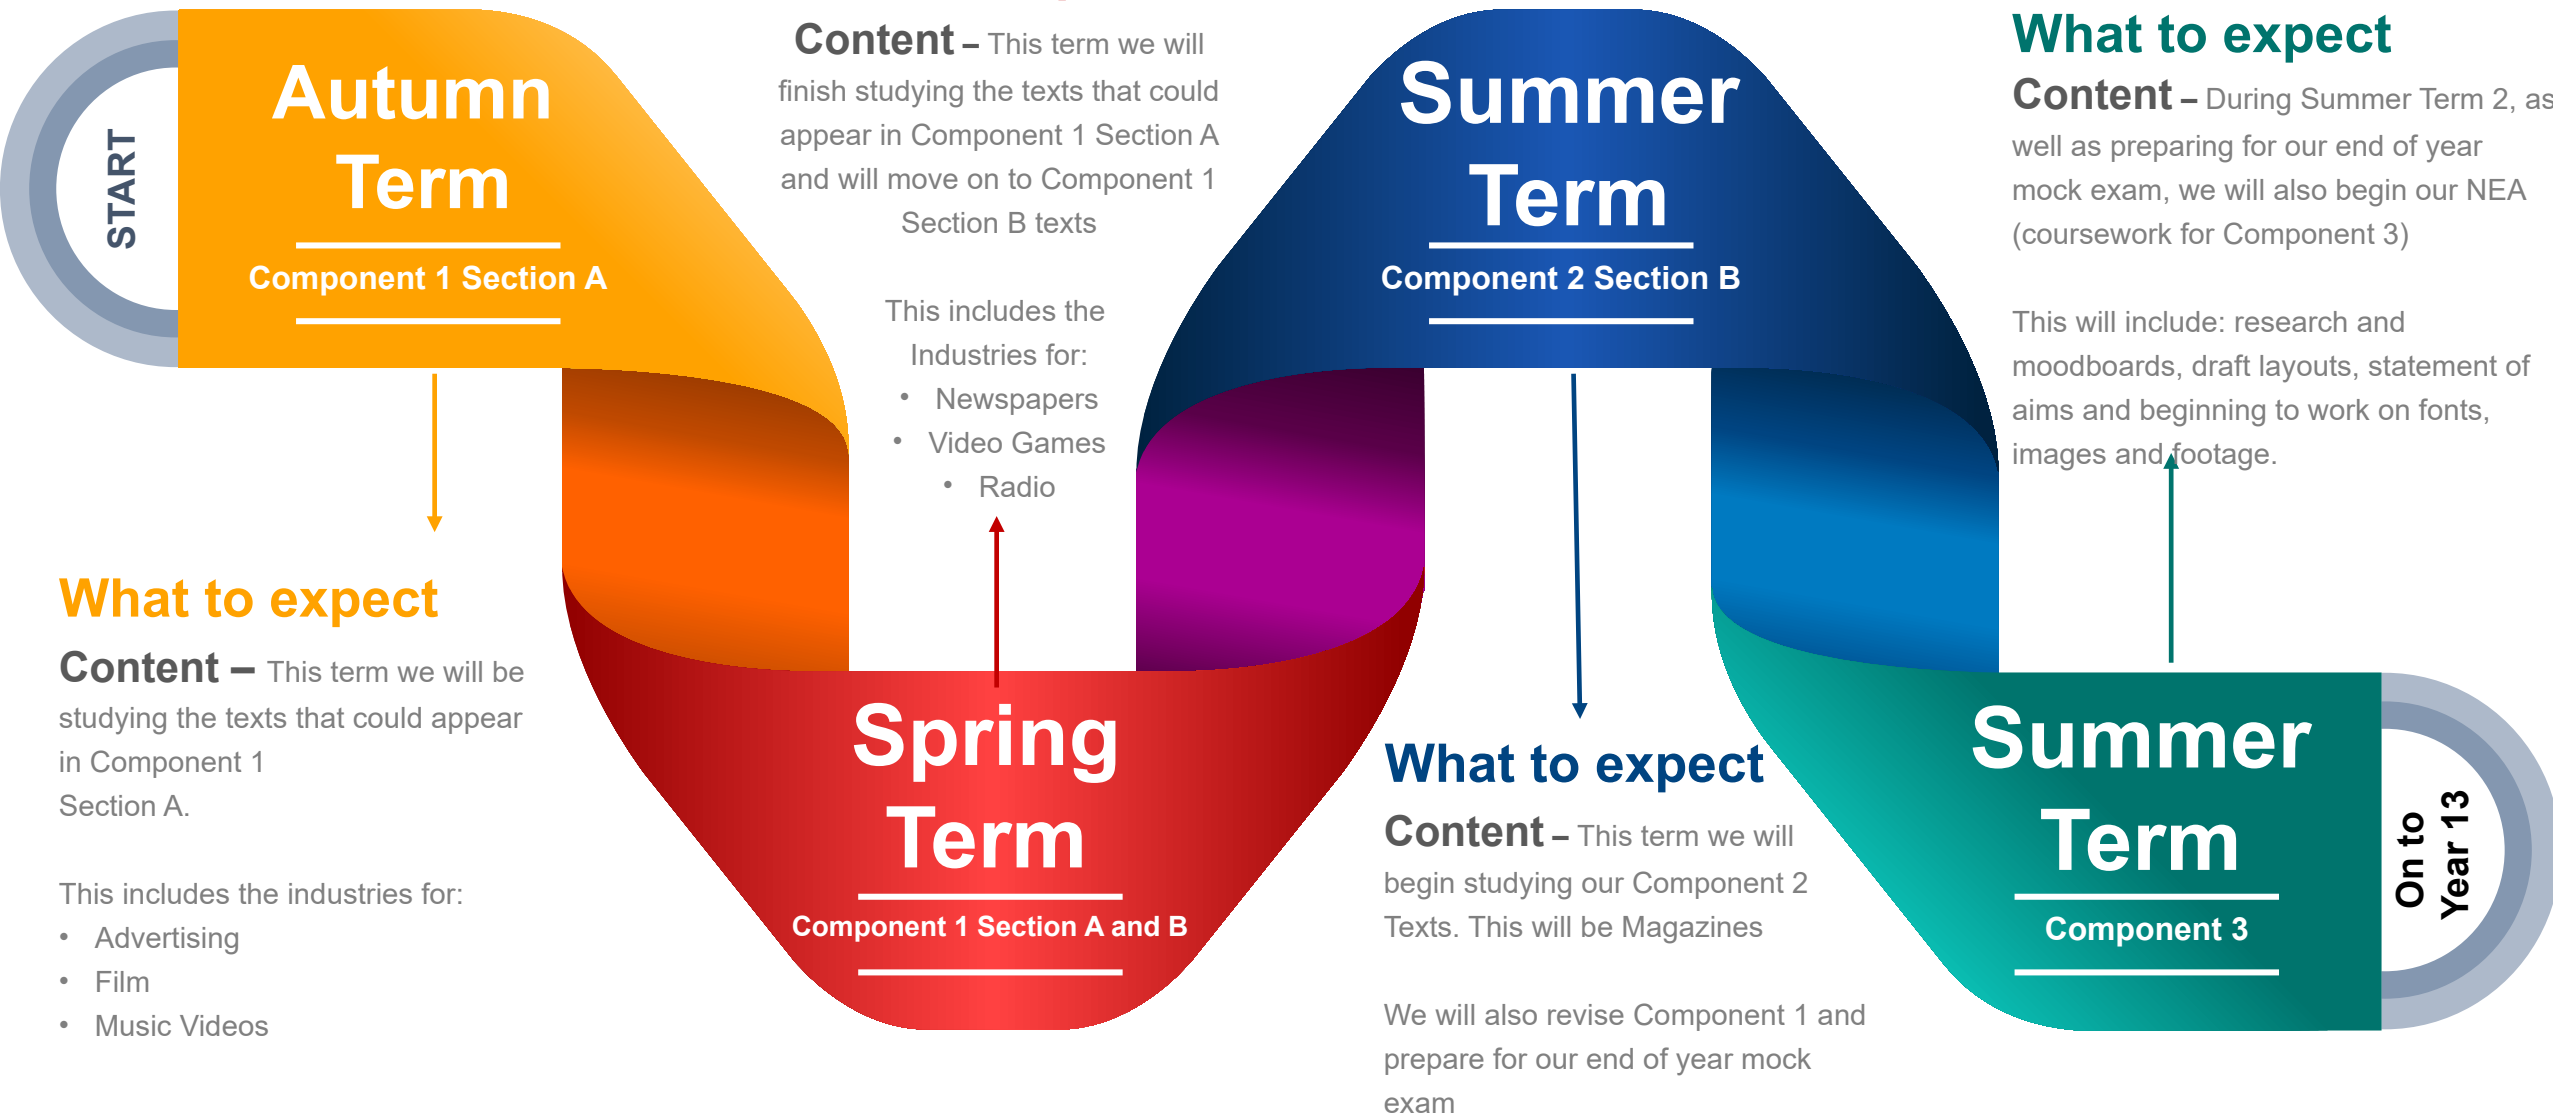 START
Autumn
Term
Component 1 Section A
What to expect
Content – This term we will be
studying the texts that could appear
in Component 1
Section A.
This includes the industries for:
• Advertising
• Film
• Music Videos
Content – This term we will
finish studying the texts that could
appear in Component 1 Section A
and will move on to Component 1
Section B texts
This includes the
Industries for:
• Newspapers
• Video Games
• Radio
Spring
Term
Component 1 Section A and B
Summer
Term
Component 2 Section B
What to expect
Content – This term we will
begin studying our Component 2
Texts. This will be Magazines
We will also revise Component 1 and
prepare for our end of year mock
exam
What to expect
Content – During Summer Term 2, as
well as preparing for our end of year
mock exam, we will also begin our NEA
(coursework for Component 3)
This will include: research and
moodboards, draft layouts, statement of
aims and beginning to work on fonts,
images and footage.
Summer
Term
Component 3
On to
Year 13